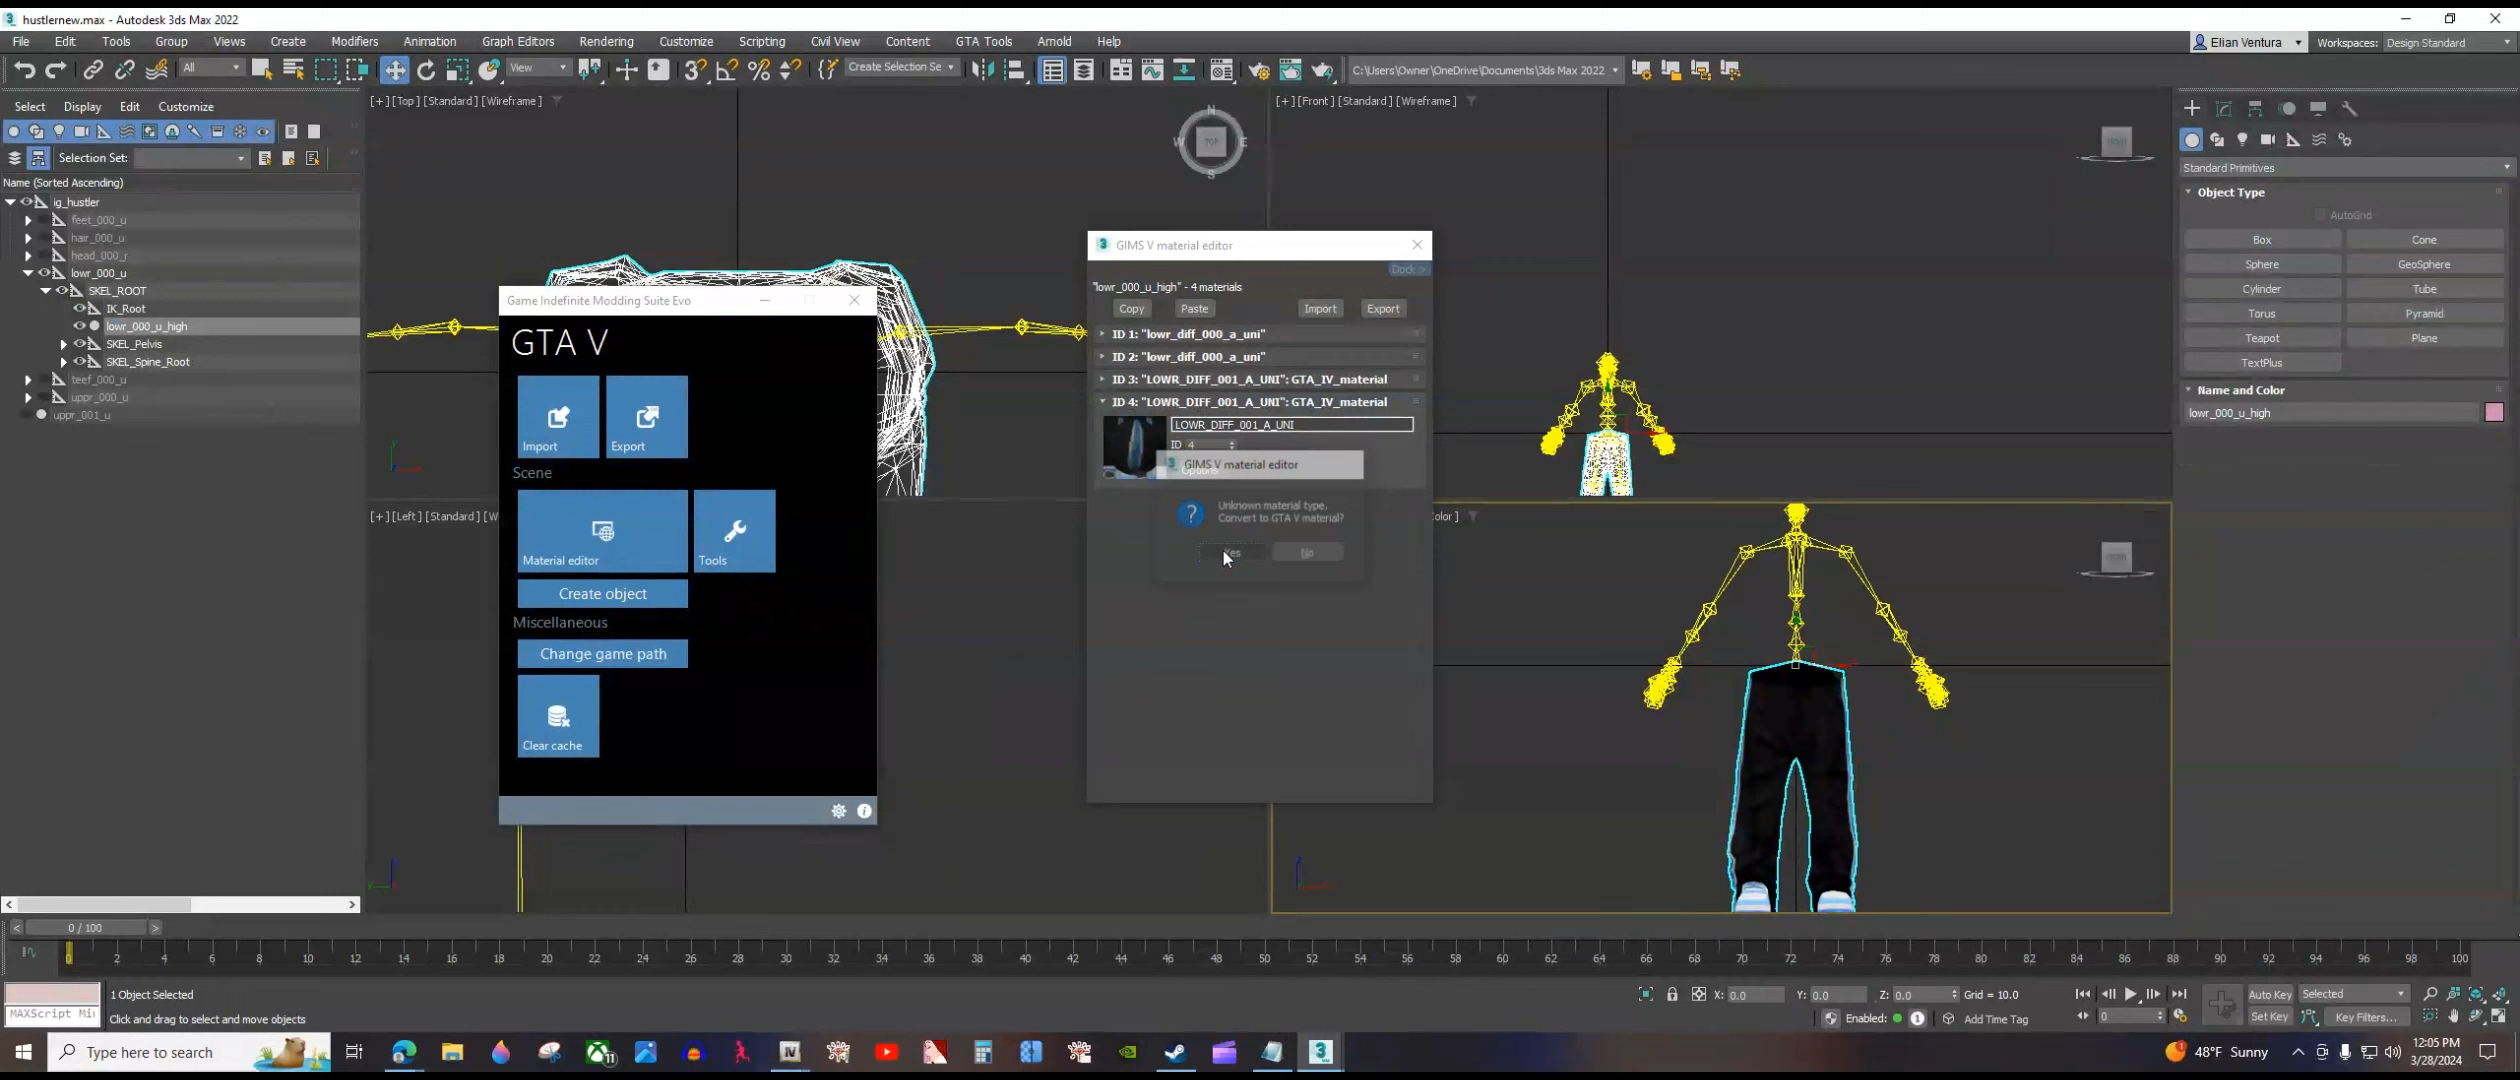 hustlernew.max - Autodesk 3ds Max 2022
File Edit Tools Group Views Create Modifiers Animation Graph Editors Rendering Customize Scripting Civil View Content GTA Tools Arnold Help
Elian Ventura Workspaces: Design Standard
All View Create Selection Se C:\Users\Owner\OneDrive\Documents\3ds Max 2022
Select Display Edit Customize
Selection Set:
Name (Sorted Ascending)
ig_hustler
feet_000_u
hair_000_u
head_000_r
lowr_000_u
SKEL_ROOT
IK_Root
lowr_000_u_high
SKEL_Pelvis
SKEL_Spine_Root
teef_000_u
uppr_000_u
uppr_001_u
[+] [Top] [Standard] [Wireframe]
N
W TOP E
S
[+] [Front] [Standard] [Wireframe]
[+] [Left] [Standard] [W
Color ]
Game Indefinite Modding Suite Evo
GTA V
Import
Export
Scene
Material editor
Tools
Create object
Miscellaneous
Change game path
Clear cache
GIMS V material editor
Dock >
"lowr_000_u_high" - 4 materials
Copy Paste Import Export
ID 1: "lowr_diff_000_a_uni"
ID 2: "lowr_diff_000_a_uni"
ID 3: "LOWR_DIFF_001_A_UNI": GTA_IV_material
ID 4: "LOWR_DIFF_001_A_UNI": GTA_IV_material
LOWR_DIFF_001_A_UNI
ID 4
Options
GIMS V material editor
Unknown material type.
Convert to GTA V material?
Yes No
Standard Primitives
Object Type
AutoGrid
Box Cone
Sphere GeoSphere
Cylinder Tube
Torus Pyramid
Teapot Plane
TextPlus
Name and Color
lowr_000_u_high
< 0 / 100 >
0 2 4 6 8 10 12 14 16 18 20 22 24 26 28 30 32 34 36 38 40 42 44 46 48 50 52 54 56 58 60 62 64 66 68 70 72 74 76 78 80 82 84 86 88 90 92 94 96 98 100
1 Object Selected
MAXScript Mi
Click and drag to select and move objects
X: 0.0 Y: 0.0 Z: 0.0 Grid = 10.0
Enabled: 1 Add Time Tag
0
Auto Key Selected
Set Key Key Filters...
Type here to search
11
IV
3
48°F Sunny
12:05 PM
3/28/2024